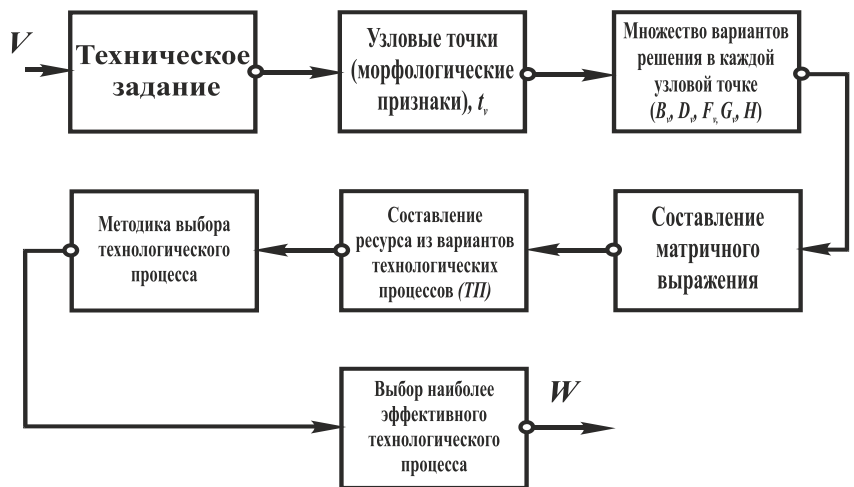 V
Техническое
задание
Узловые точки
(морфологические
признаки), tᵥ
Множество вариантов
решения в каждой
узловой точке
(Bᵥ, Dᵥ, Fᵥ, Gᵥ, H)
Методика выбора
технологического
процесса
Составление
ресурса из вариантов
технологических
процессов (ТП)
Составление
матричного
выражения
Выбор наиболее
эффективного
технологического
процесса
W